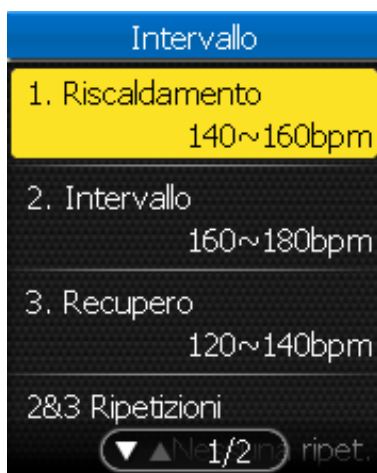 Intervallo
1. Riscaldamento
140~160bpm
2. Intervallo
160~180bpm
3. Recupero
120~140bpm
2&3 Ripetizioni
1/2
ripet.